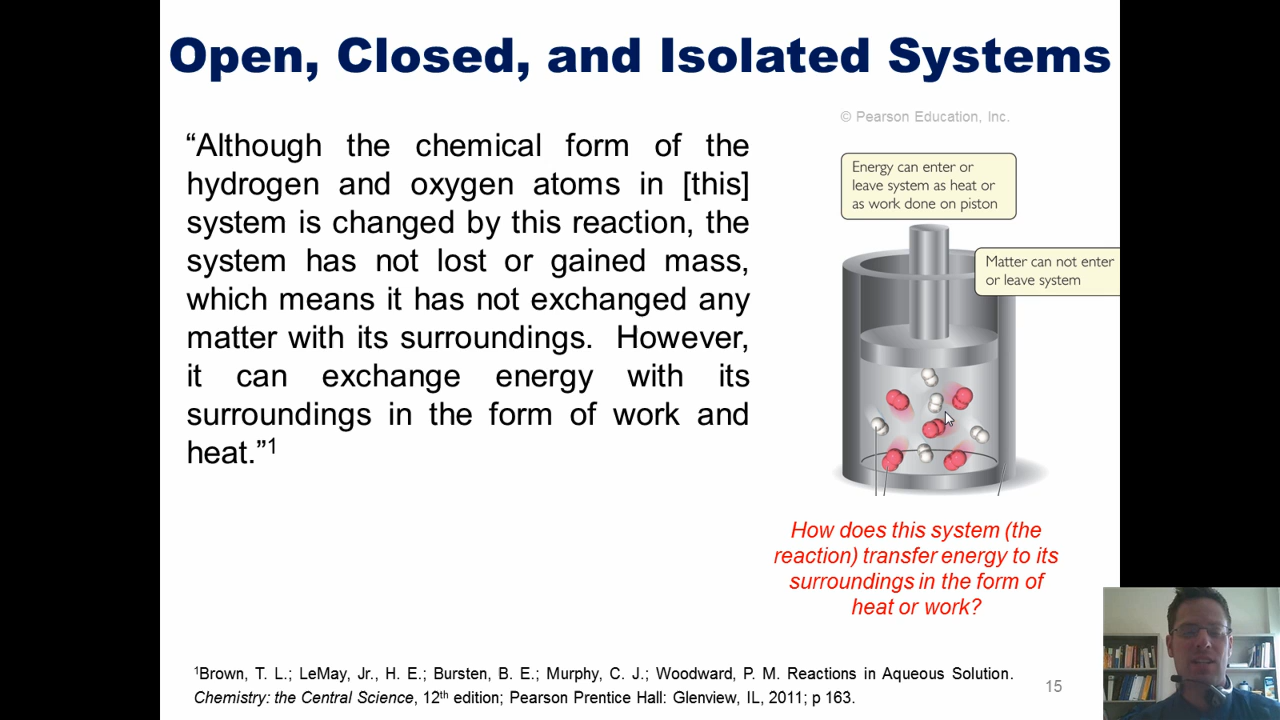 Open, Closed, and Isolated Systems
“Although the chemical form of the
hydrogen and oxygen atoms in [this]
system is changed by this reaction, the
system has not lost or gained mass,
which means it has not exchanged any
matter with its surroundings. However,
it can exchange energy with its
surroundings in the form of work and
heat.”1
© Pearson Education, Inc.
Energy can enter or
leave system as heat or
as work done on piston
Matter can not enter
or leave system
How does this system (the
reaction) transfer energy to its
surroundings in the form of
heat or work?
1Brown, T. L.; LeMay, Jr., H. E.; Bursten, B. E.; Murphy, C. J.; Woodward, P. M. Reactions in Aqueous Solution.
Chemistry: the Central Science, 12th edition; Pearson Prentice Hall: Glenview, IL, 2011; p 163.
15